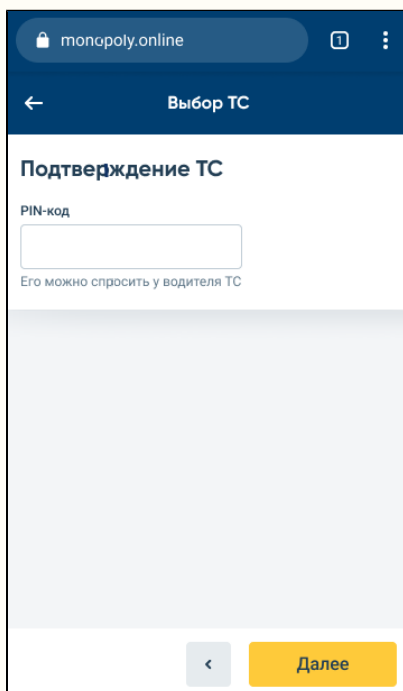 monopoly.online
1
Выбор ТС
Подтверждение ТС
PIN-код
Его можно спросить у водителя ТС
Далее